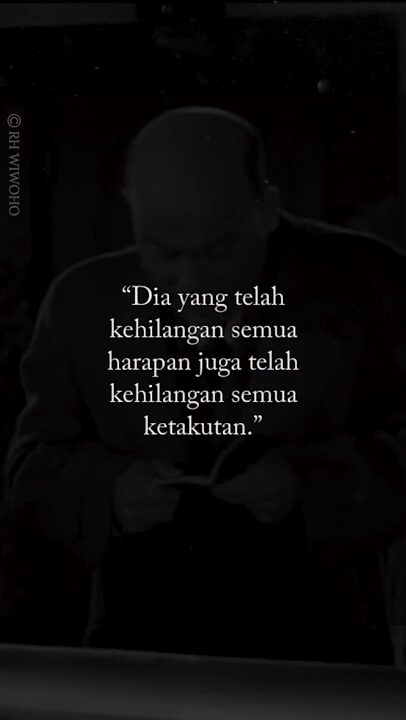 © RH WIWOHO
“Dia yang telah
kehilangan semua
harapan juga telah
kehilangan semua
ketakutan.”